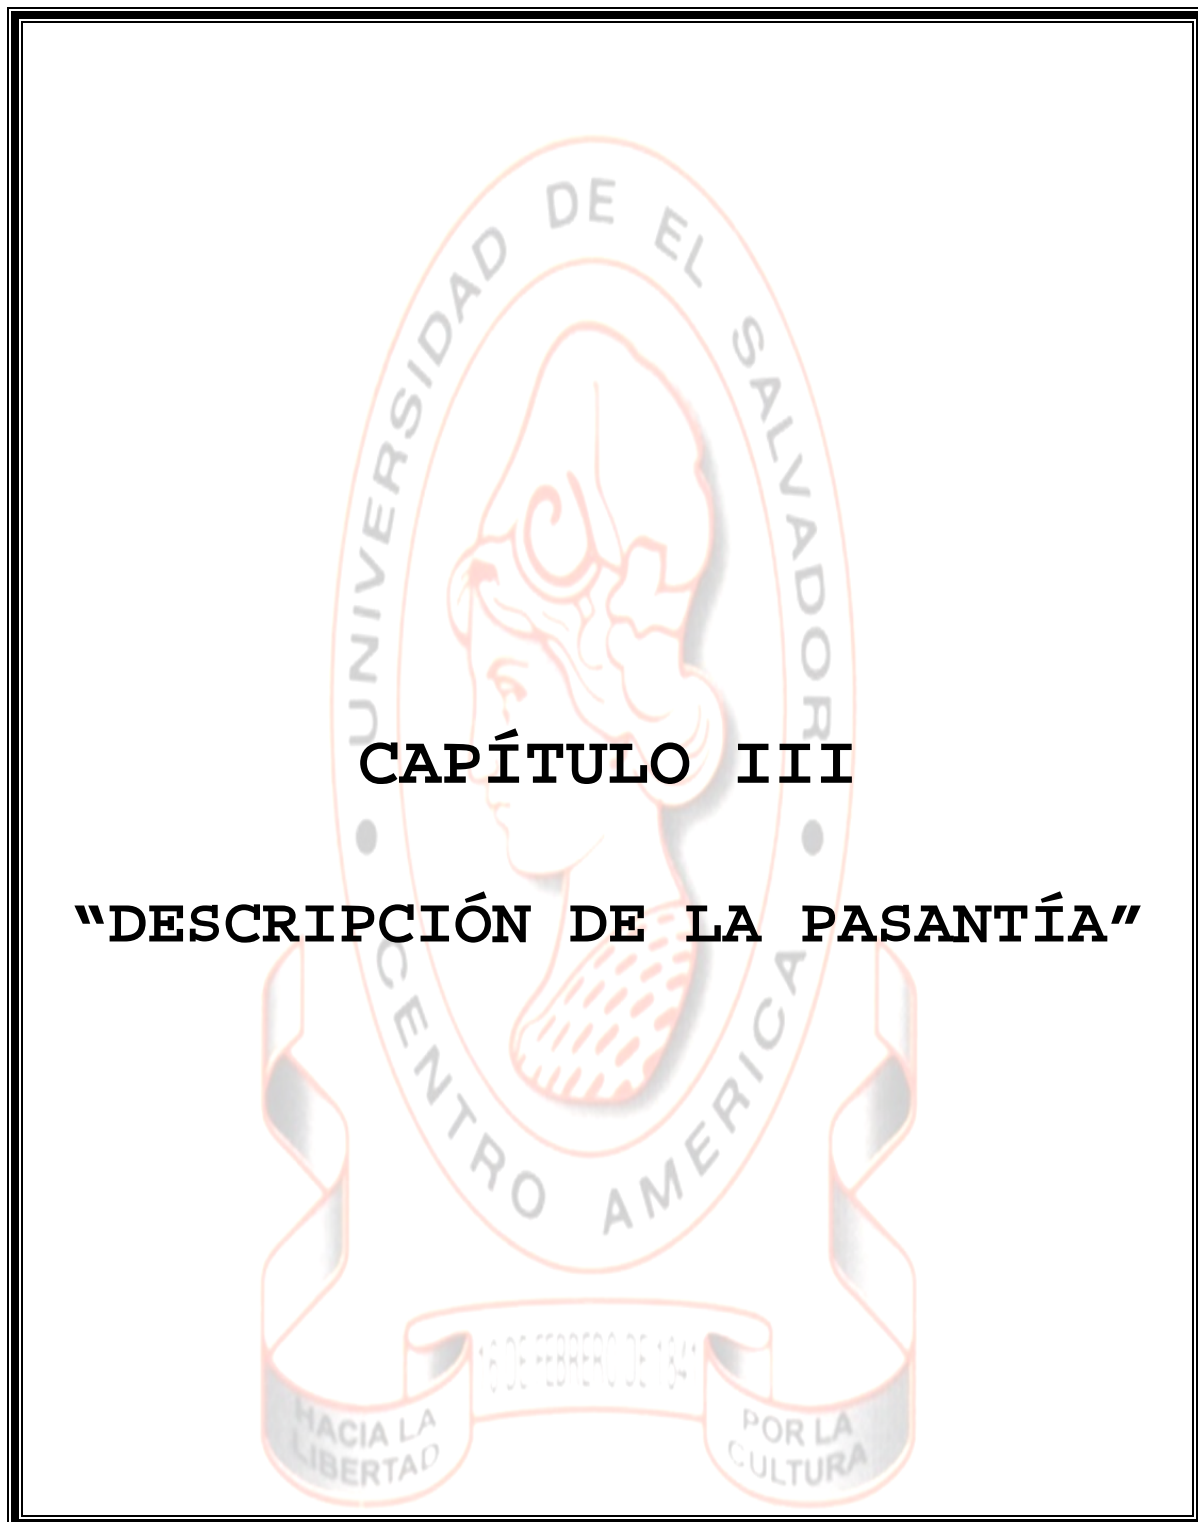 UNIVERSIDAD DE EL SALVADOR
CAPÍTULO III
“DESCRIPCIÓN DE LA PASANTÍA”
CENTRO AMERICA
16 DE FEBRERO DE 1841
HACIA LA
LIBERTAD
POR LA
CULTURA